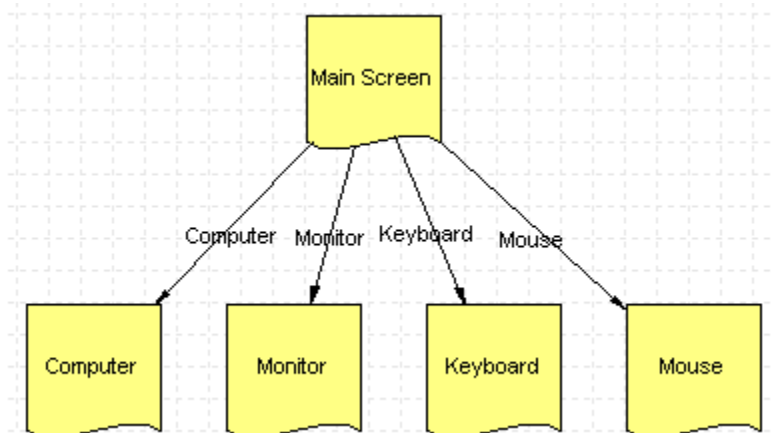 Main Screen
Computer
Monitor
Keyboard
Mouse
Computer
Monitor
Keyboard
Mouse